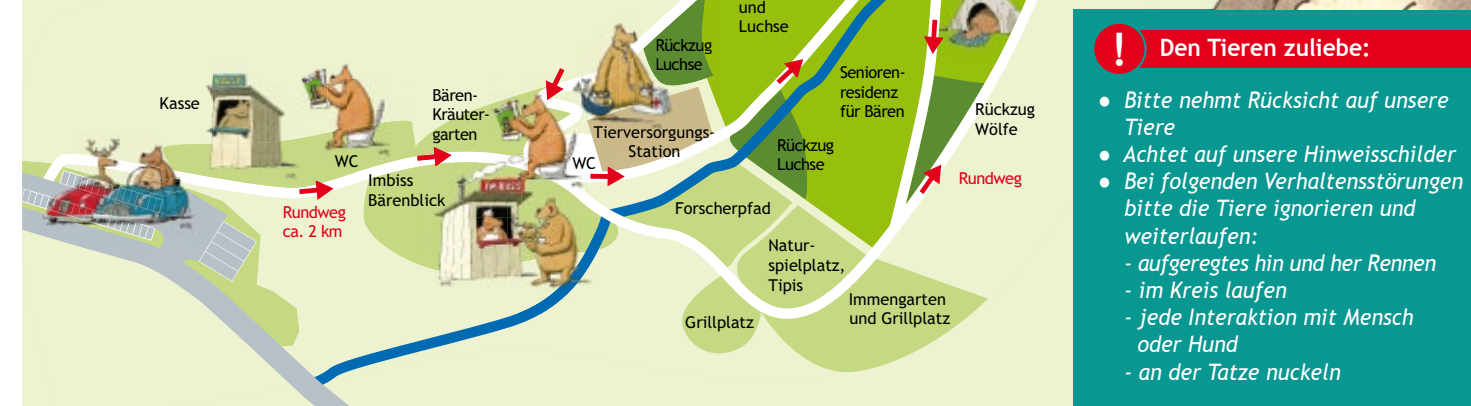 und
Luchse
Rückzug
Luchse
Senioren-
residenz
für Bären
Kasse
Bären-
Kräuter-
garten
Rückzug
Wölfe
Tierversorgungs-
Station
Rückzug
Luchse
WC
WC
Imbiss
Bärenblick
IMBISS
Rundweg
Rundweg
ca. 2 km
Forscherpfad
Natur-
spielplatz,
Tipis
Immengarten
und Grillplatz
Grillplatz
! Den Tieren zuliebe:
● Bitte nehmt Rücksicht auf unsere
Tiere
● Achtet auf unsere Hinweisschilder
● Bei folgenden Verhaltensstörungen
bitte die Tiere ignorieren und
weiterlaufen:
- aufgeregtes hin und her Rennen
- im Kreis laufen
- jede Interaktion mit Mensch
oder Hund
- an der Tatze nuckeln